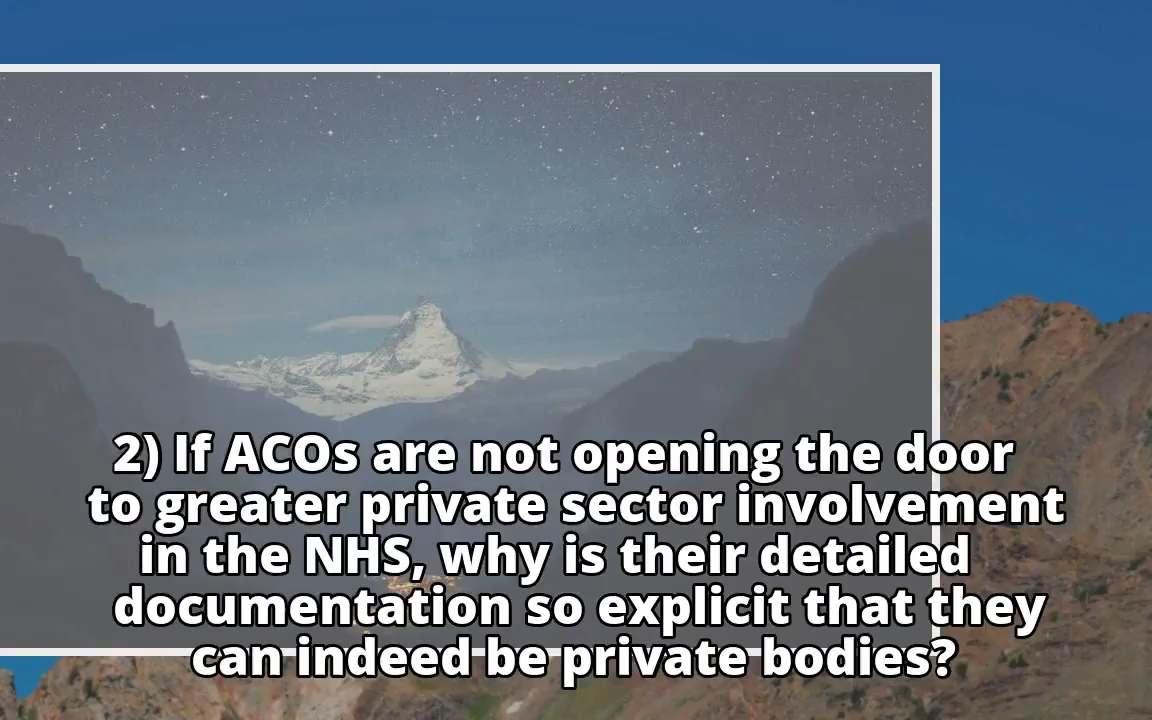 2) If ACOs are not opening the door
to greater private sector involvement
in the NHS, why is their detailed
documentation so explicit that they
can indeed be private bodies?